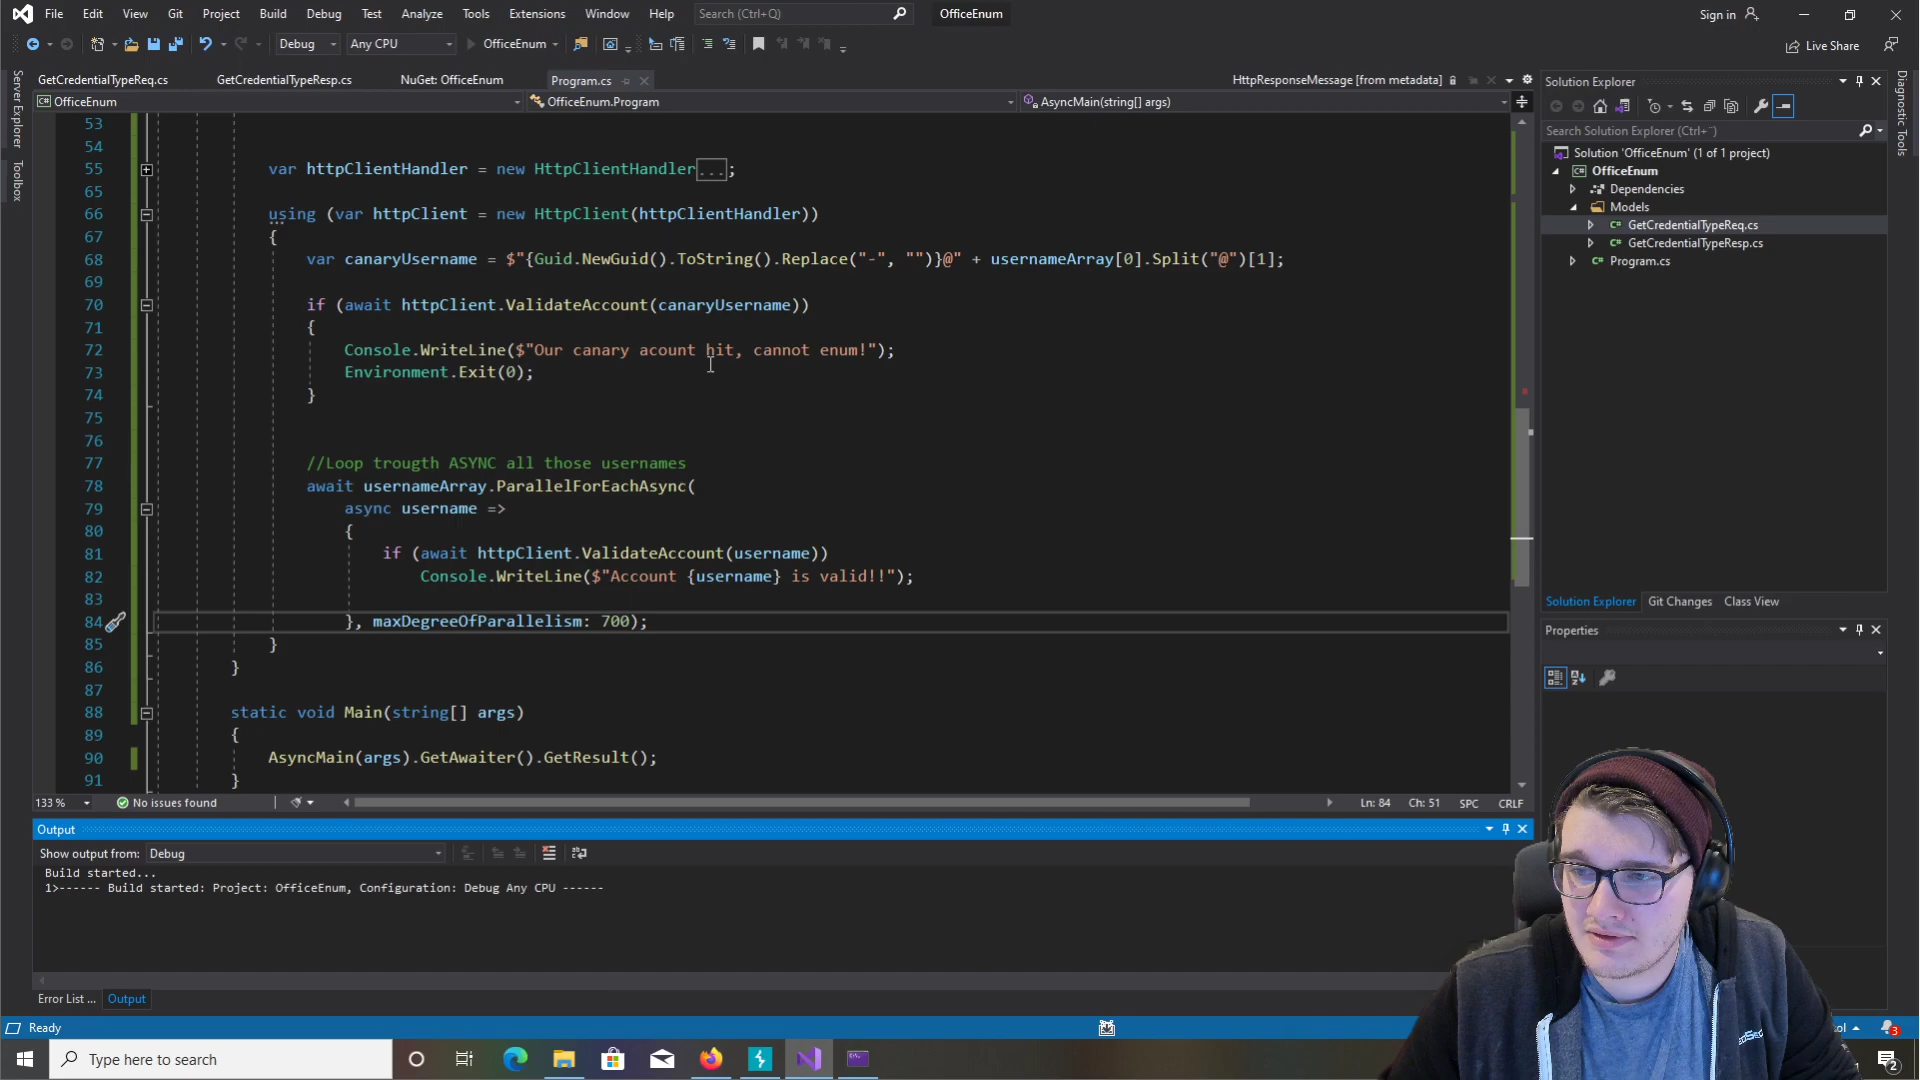 File Edit View Git Project Build Debug Test Analyze Tools Extensions Window Help Search (Ctrl+Q) OfficeEnum Sign in
Debug Any CPU OfficeEnum Live Share
GetCredentialTypeReq.cs GetCredentialTypeResp.cs NuGet: OfficeEnum Program.cs HttpResponseMessage [from metadata]
OfficeEnum OfficeEnum.Program AsyncMain(string[] args)
Server Explorer
Toolbox
53
54
55 var httpClientHandler = new HttpClientHandler...;
65
66 using (var httpClient = new HttpClient(httpClientHandler))
67 {
68 var canaryUsername = $"{Guid.NewGuid().ToString().Replace("-", "")}@" + usernameArray[0].Split("@")[1];
69
70 if (await httpClient.ValidateAccount(canaryUsername))
71 {
72 Console.WriteLine($"Our canary acount hit, cannot enum!");
73 Environment.Exit(0);
74 }
75
76
77 //Loop trougth ASYNC all those usernames
78 await usernameArray.ParallelForEachAsync(
79 async username =>
80 {
81 if (await httpClient.ValidateAccount(username))
82 Console.WriteLine($"Account {username} is valid!!");
83
84 }, maxDegreeOfParallelism: 700);
85 }
86 }
87
88 static void Main(string[] args)
89 {
90 AsyncMain(args).GetAwaiter().GetResult();
91 }
133 % No issues found Ln: 84 Ch: 51 SPC CRLF
Output
Show output from: Debug
Build started...
1>------ Build started: Project: OfficeEnum, Configuration: Debug Any CPU ------
Error List ... Output
Solution Explorer
Search Solution Explorer (Ctrl+¨)
Solution 'OfficeEnum' (1 of 1 project)
OfficeEnum
Dependencies
Models
GetCredentialTypeReq.cs
GetCredentialTypeResp.cs
Program.cs
Solution Explorer Git Changes Class View
Properties
Diagnostic Tools
Ready
3
Type here to search
2